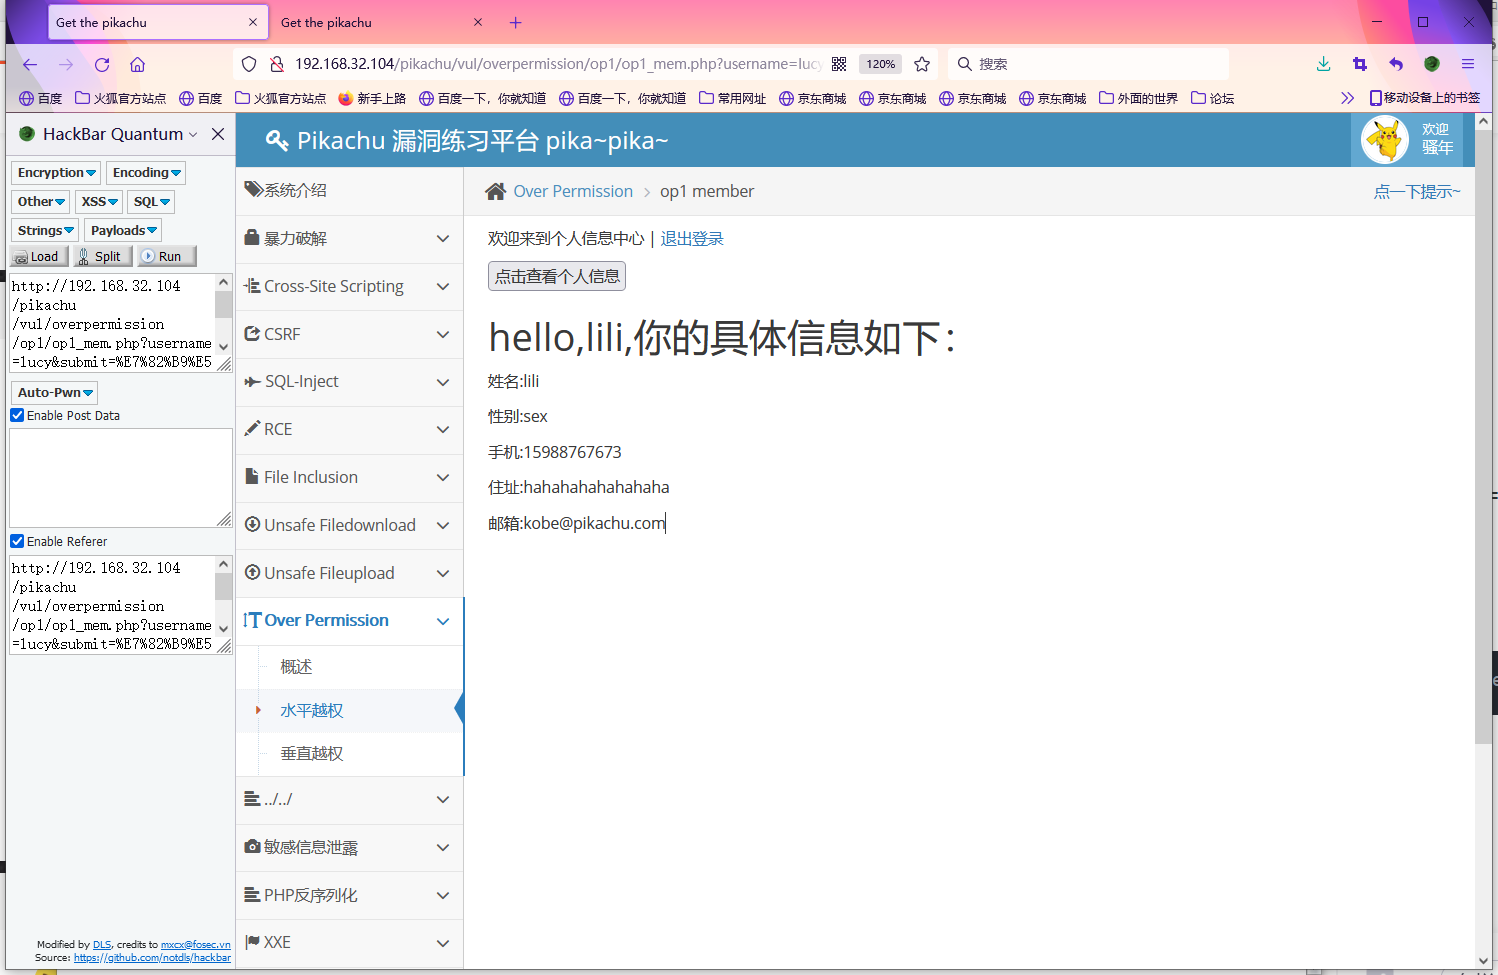 Get the pikachu
Get the pikachu
192.168.32.104/pikachu/vul/overpermission/op1/op1_mem.php?username=lucy
120%
搜索
百度
火狐官方站点
百度
火狐官方站点
新手上路
百度一下，你就知道
百度一下，你就知道
常用网址
京东商城
京东商城
京东商城
京东商城
外面的世界
论坛
移动设备上的书签
HackBar Quantum
Encryption
Encoding
Other
XSS
SQL
Strings
Payloads
Load
Split
Run
http://192.168.32.104
/pikachu
/vul/overpermission
/op1/op1_mem.php?username
=lucy&submit=%E7%82%B9%E5
Auto-Pwn
Enable Post Data
Enable Referer
http://192.168.32.104
/pikachu
/vul/overpermission
/op1/op1_mem.php?username
=lucy&submit=%E7%82%B9%E5
Modified by DLS, credits to mxcx@fosec.vn
Source: https://github.com/notdls/hackbar
Pikachu 漏洞练习平台 pika~pika~
欢迎
骚年
系统介绍
暴力破解
Cross-Site Scripting
CSRF
SQL-Inject
RCE
File Inclusion
Unsafe Filedownload
Unsafe Fileupload
Over Permission
概述
水平越权
垂直越权
../../
敏感信息泄露
PHP反序列化
XXE
Over Permission
op1 member
点一下提示~
欢迎来到个人信息中心 | 退出登录
点击查看个人信息
hello,lili,你的具体信息如下：
姓名:lili
性别:sex
手机:15988767673
住址:hahahahahahahaha
邮箱:kobe@pikachu.com